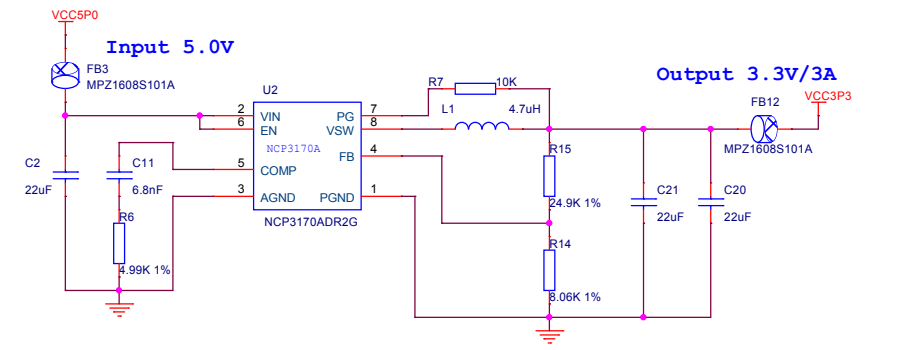 VCC5P0
Input 5.0V
FB3
MPZ1608S101A
U2
R7
10K
Output 3.3V/3A
VCC3P3
FB12
L1
4.7uH
2
VIN
PG
7
6
EN
VSW
8
MPZ1608S101A
NCP3170A
FB
4
R15
C2
22uF
C11
6.8nF
5
COMP
3
AGND
PGND
1
24.9K 1%
C21
22uF
C20
22uF
NCP3170ADR2G
R6
4.99K 1%
R14
8.06K 1%